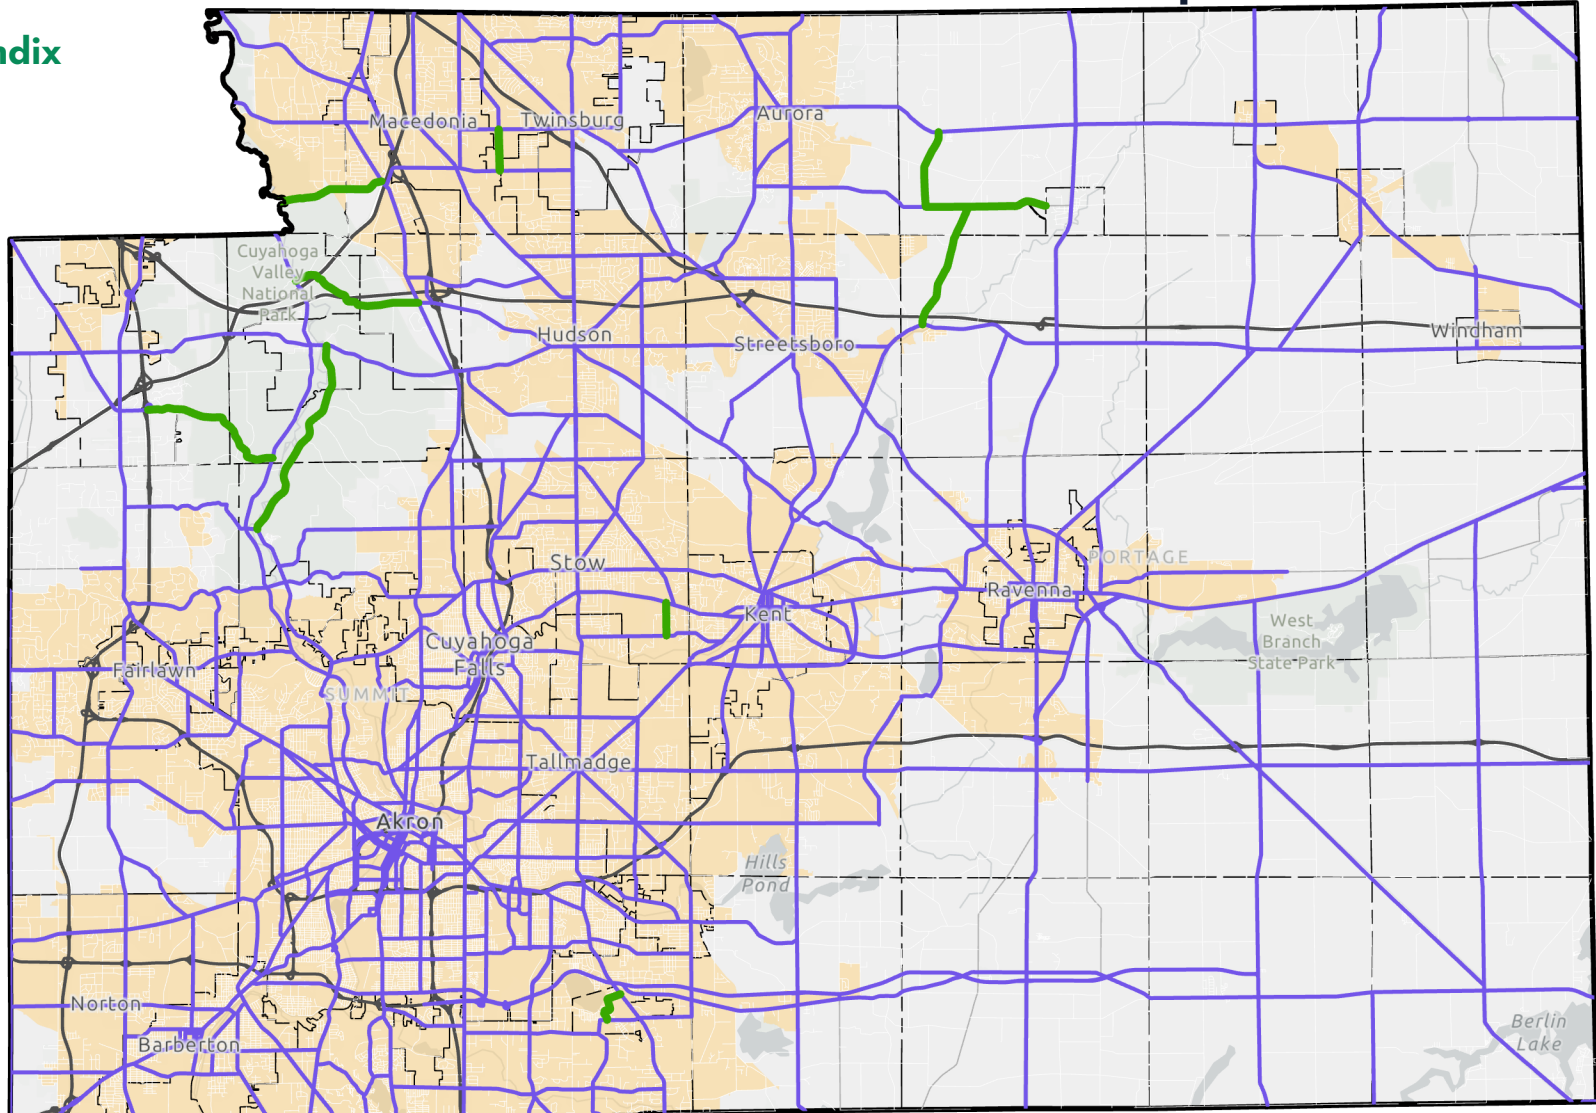 ndix
Macedonia
Twinsburg
Aurora
Cuyahoga
Valley
National
Park
Hudson
Streetsboro
Windham
Stow
PORTAGE
Ravenna
Kent
Cuyahoga
Falls
West
Branch
State Park
Fairlawn
SUMMIT
Tallmadge
Akron
Hills
Pond
Norton
Barberton
Berlin
Lake